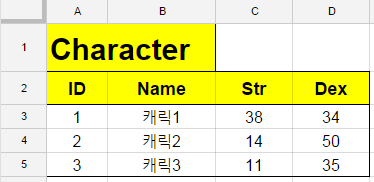 A B C D
1 Character
2 ID Name Str Dex
3 1 캐릭1 38 34
4 2 캐릭2 14 50
5 3 캐릭3 11 35